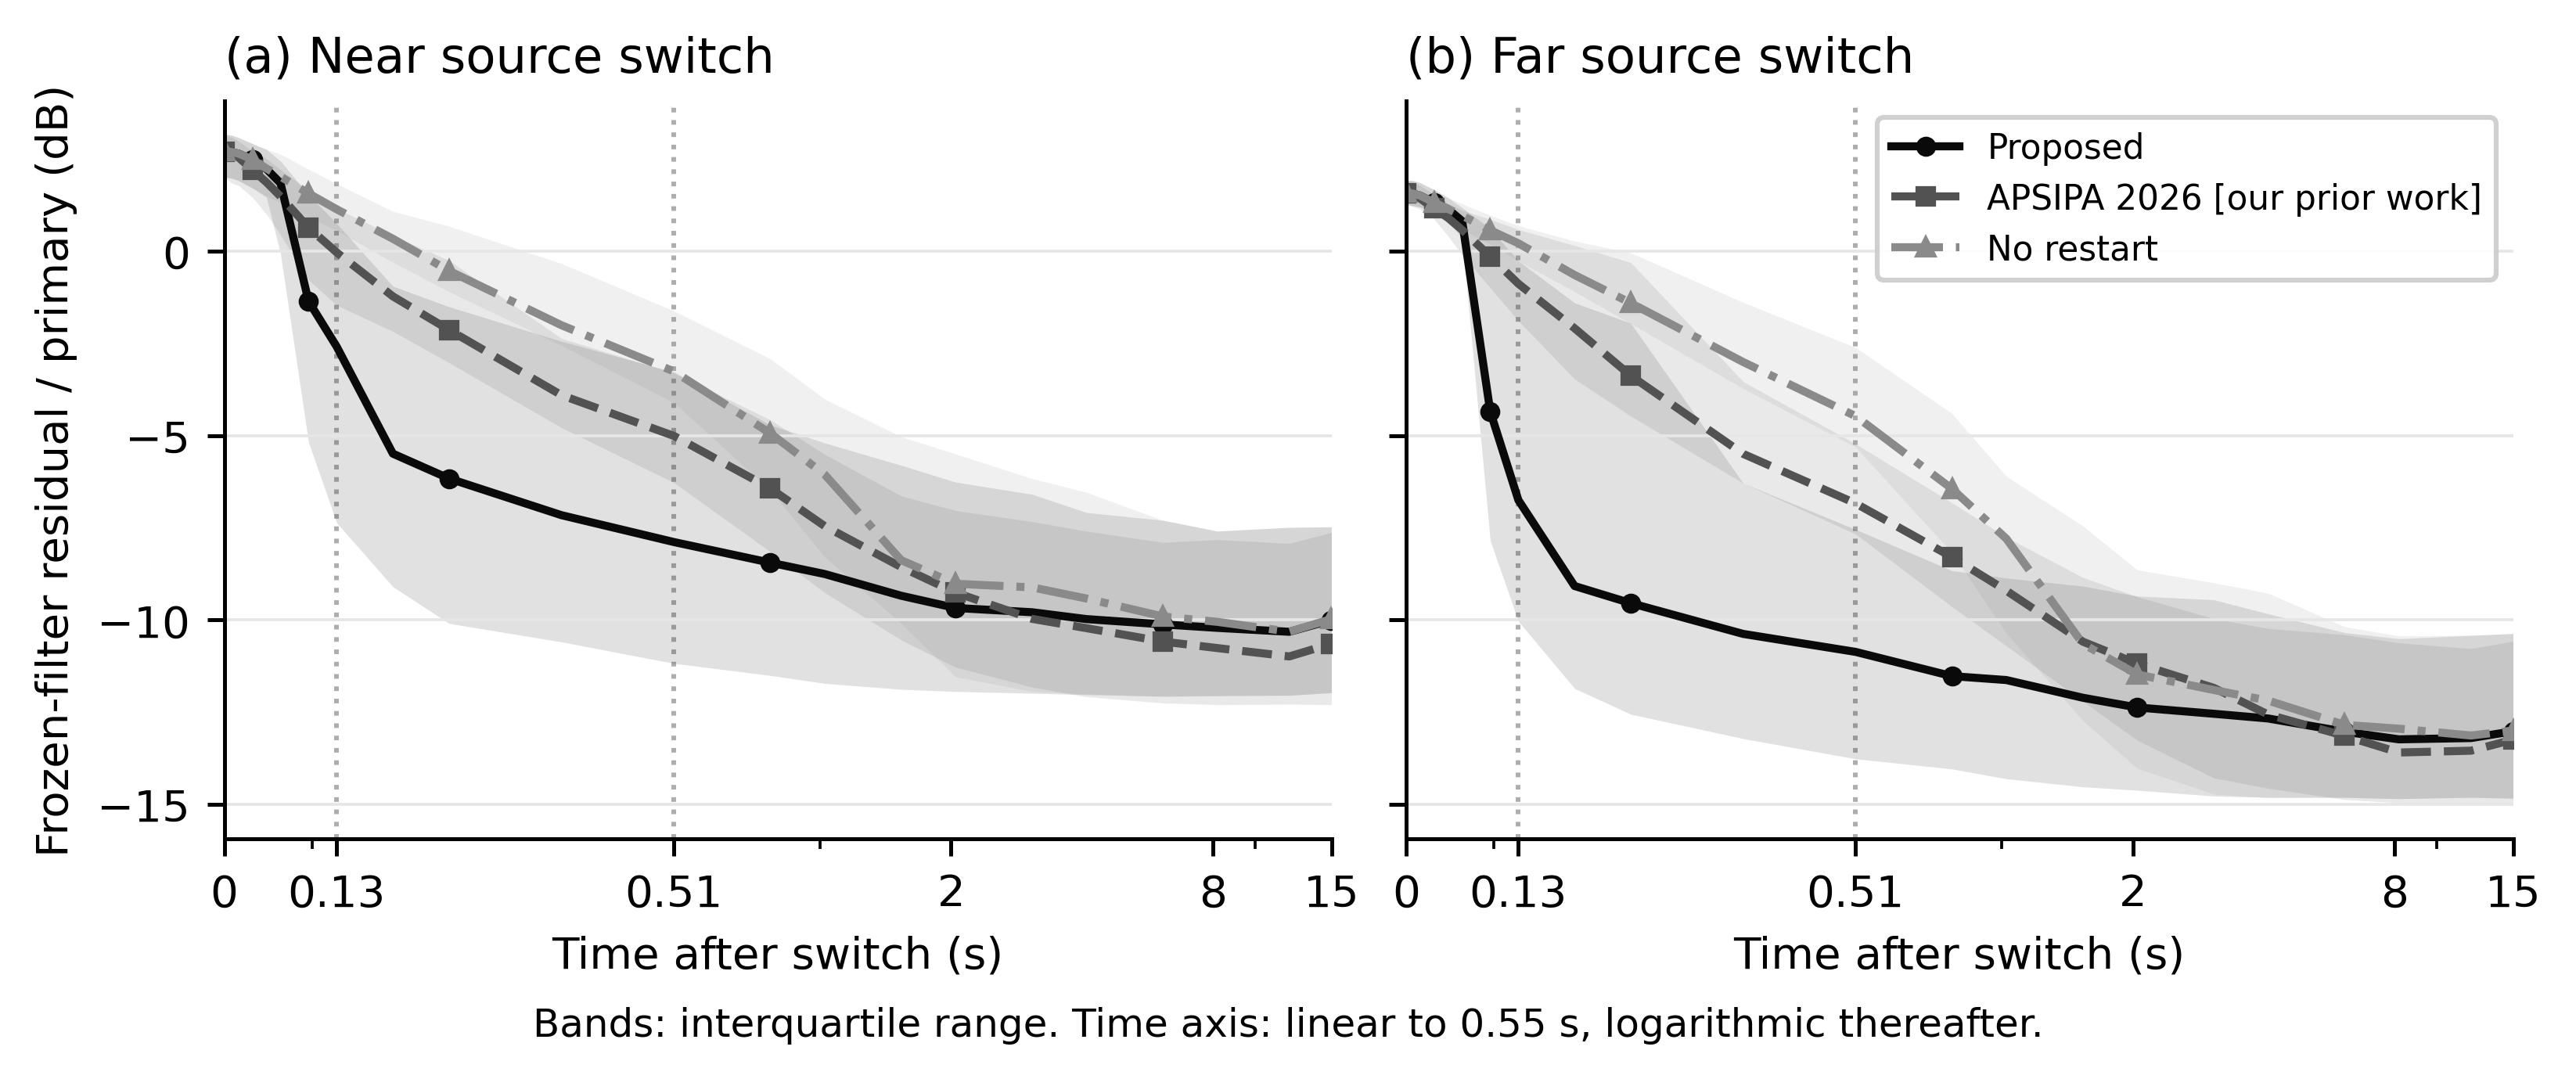 (a) Near source switch
(b) Far source switch
Frozen-filter residual / primary (dB)
0
−5
−10
−15
Proposed
APSIPA 2026 [our prior work]
No restart
0 0.13 0.51 2 8 15
0 0.13 0.51 2 8 15
Time after switch (s)
Time after switch (s)
Bands: interquartile range. Time axis: linear to 0.55 s, logarithmic thereafter.